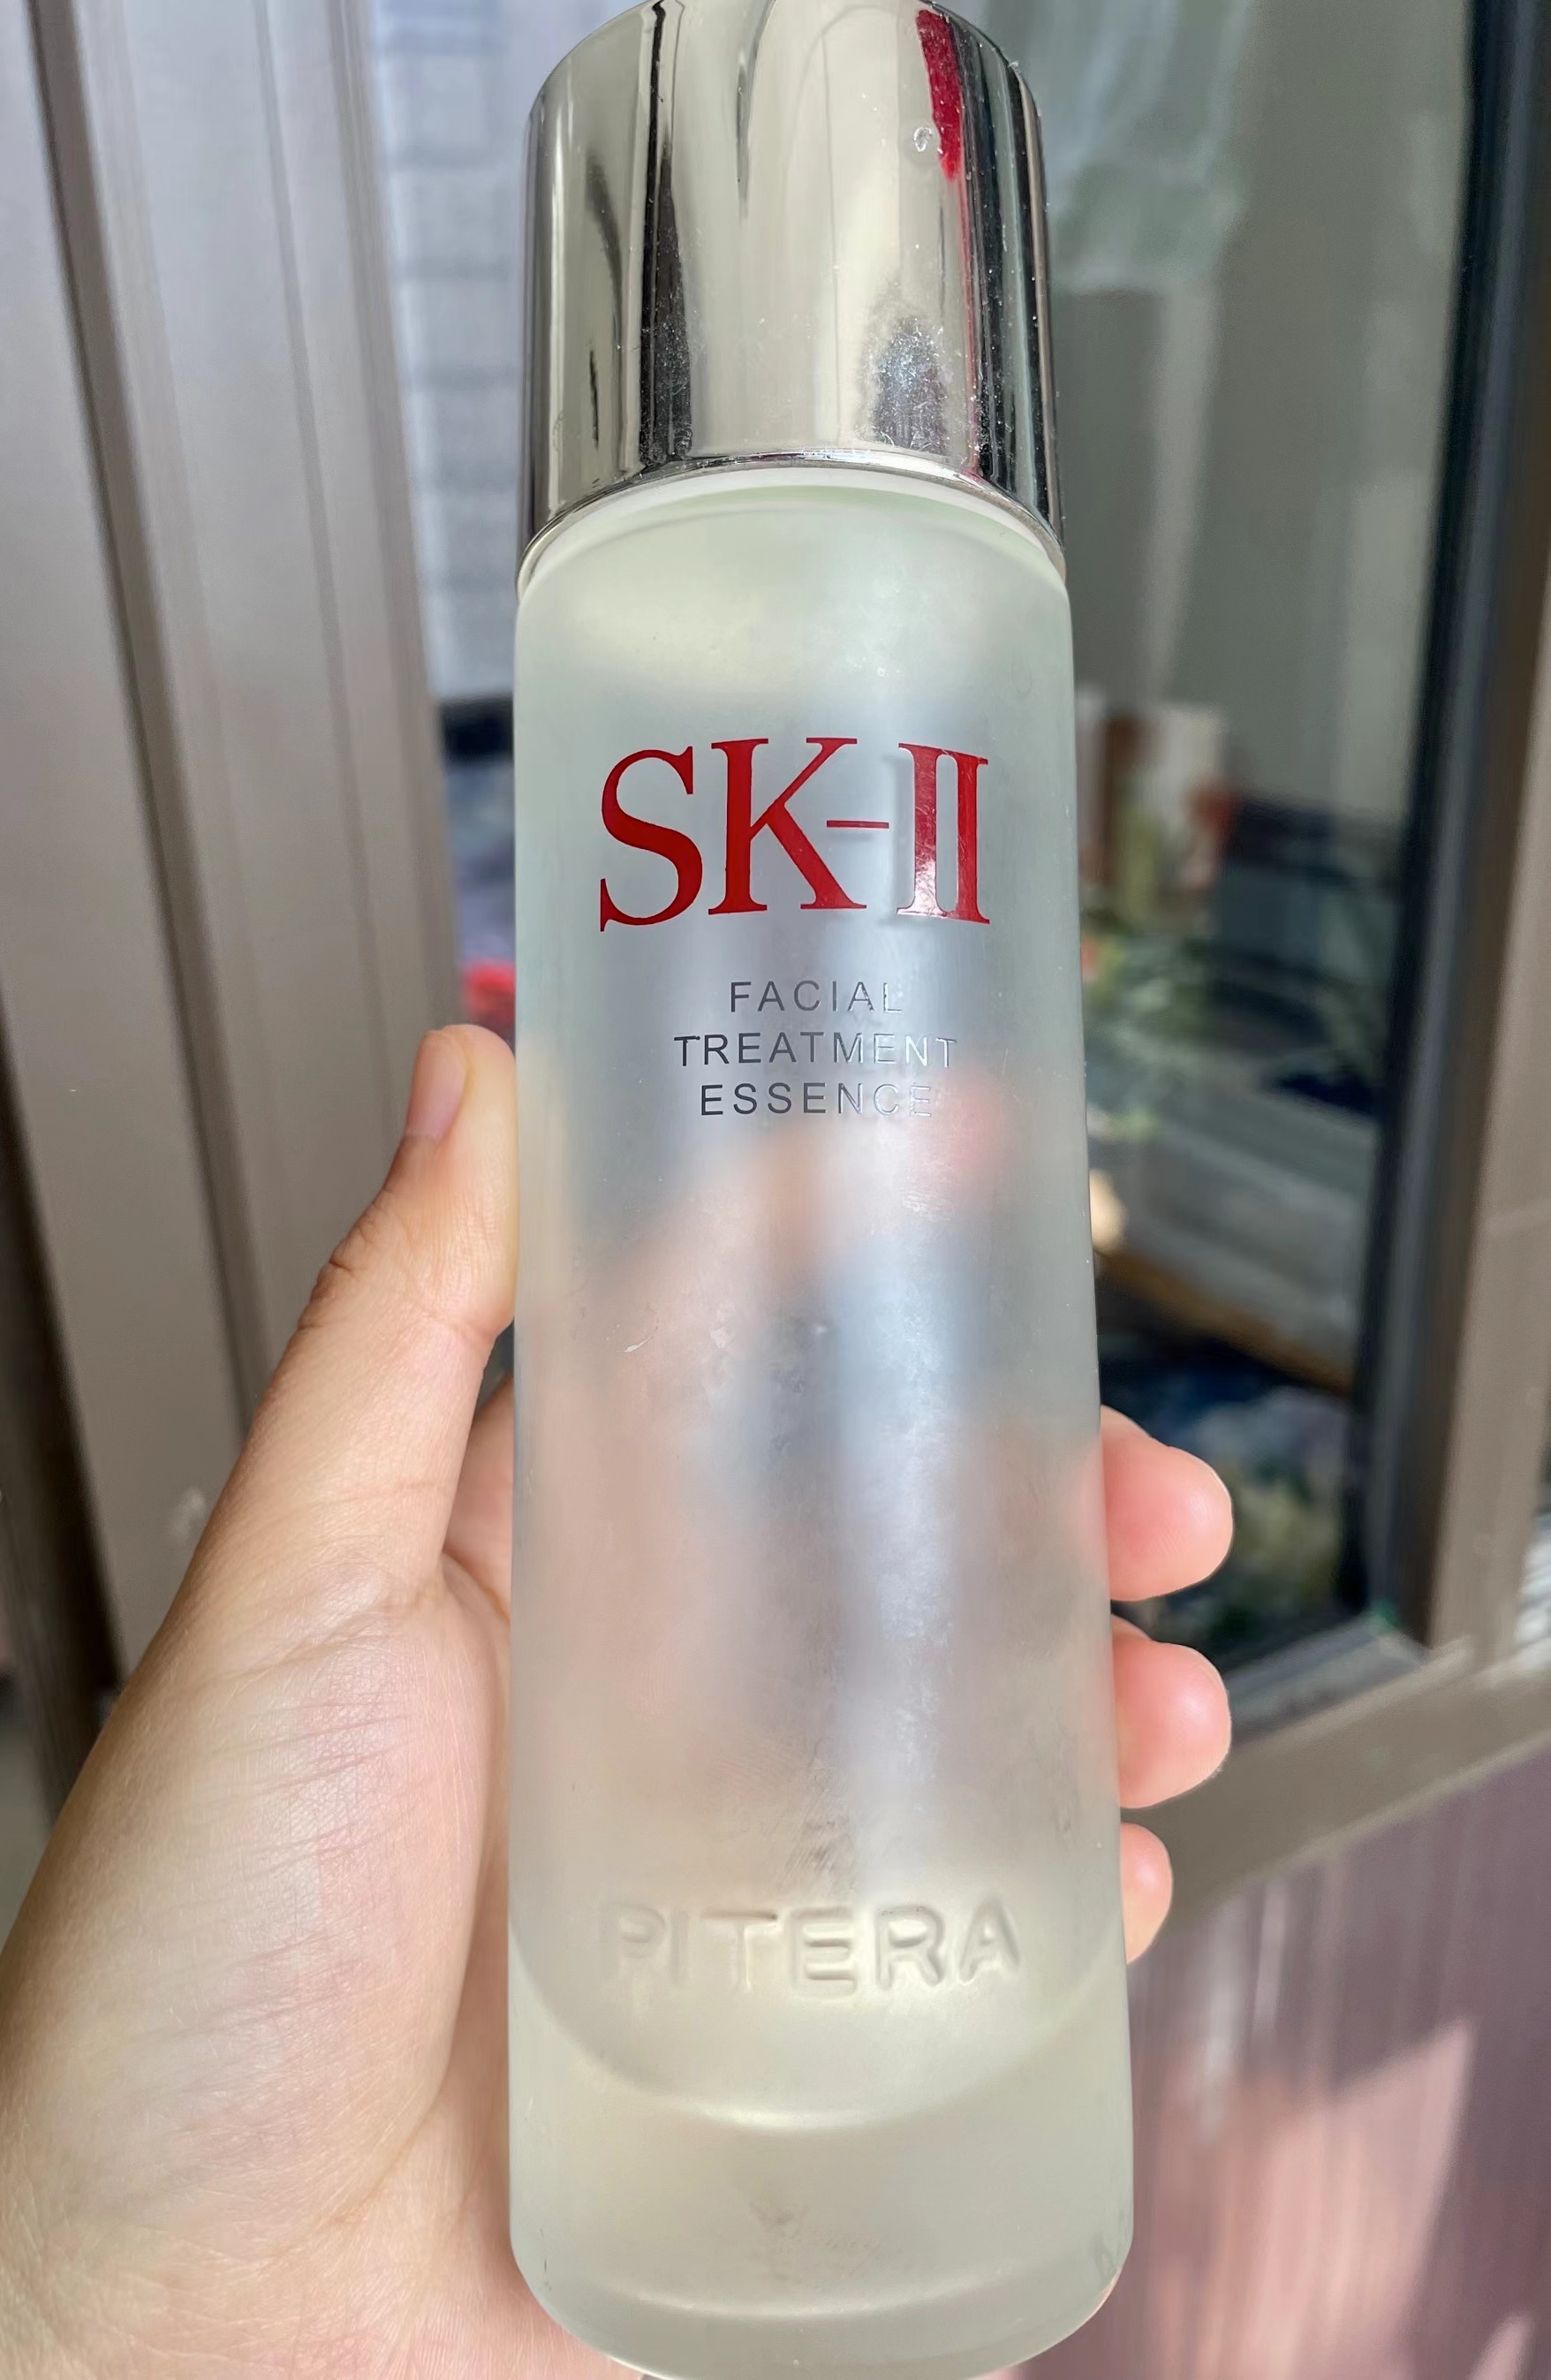 SK-II
FACIAL
TREATMENT
ESSENCE
PITERA